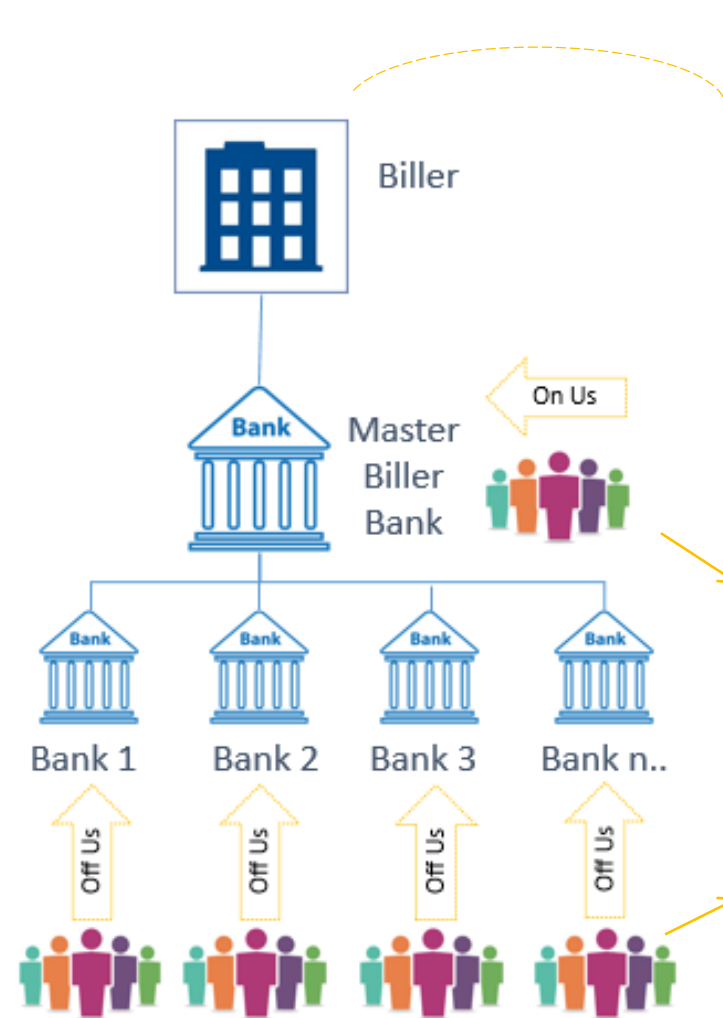 Biller
On Us
Bank
Master
Biller
Bank
Bank
Bank
Bank
Bank
Bank 1
Bank 2
Bank 3
Bank n..
Off Us
Off Us
Off Us
Off Us